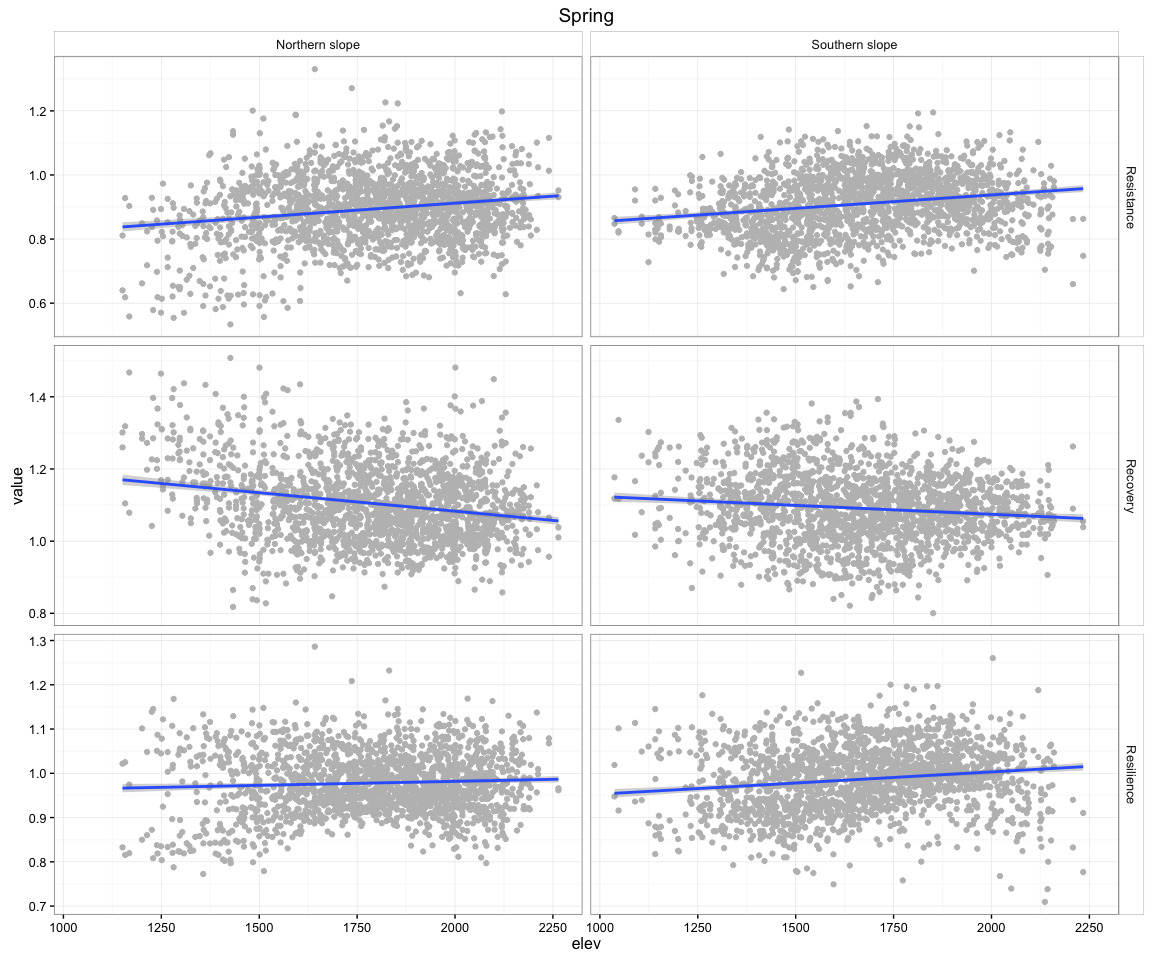 Spring
Northern slope
Southern slope
1.2
1.0
0.8
0.6
Resistance
1.4
1.2
1.0
0.8
Recovery
value
1.3
1.2
1.1
1.0
0.9
0.8
0.7
Resilience
1000 1250 1500 1750 2000 2250
1000 1250 1500 1750 2000 2250
elev